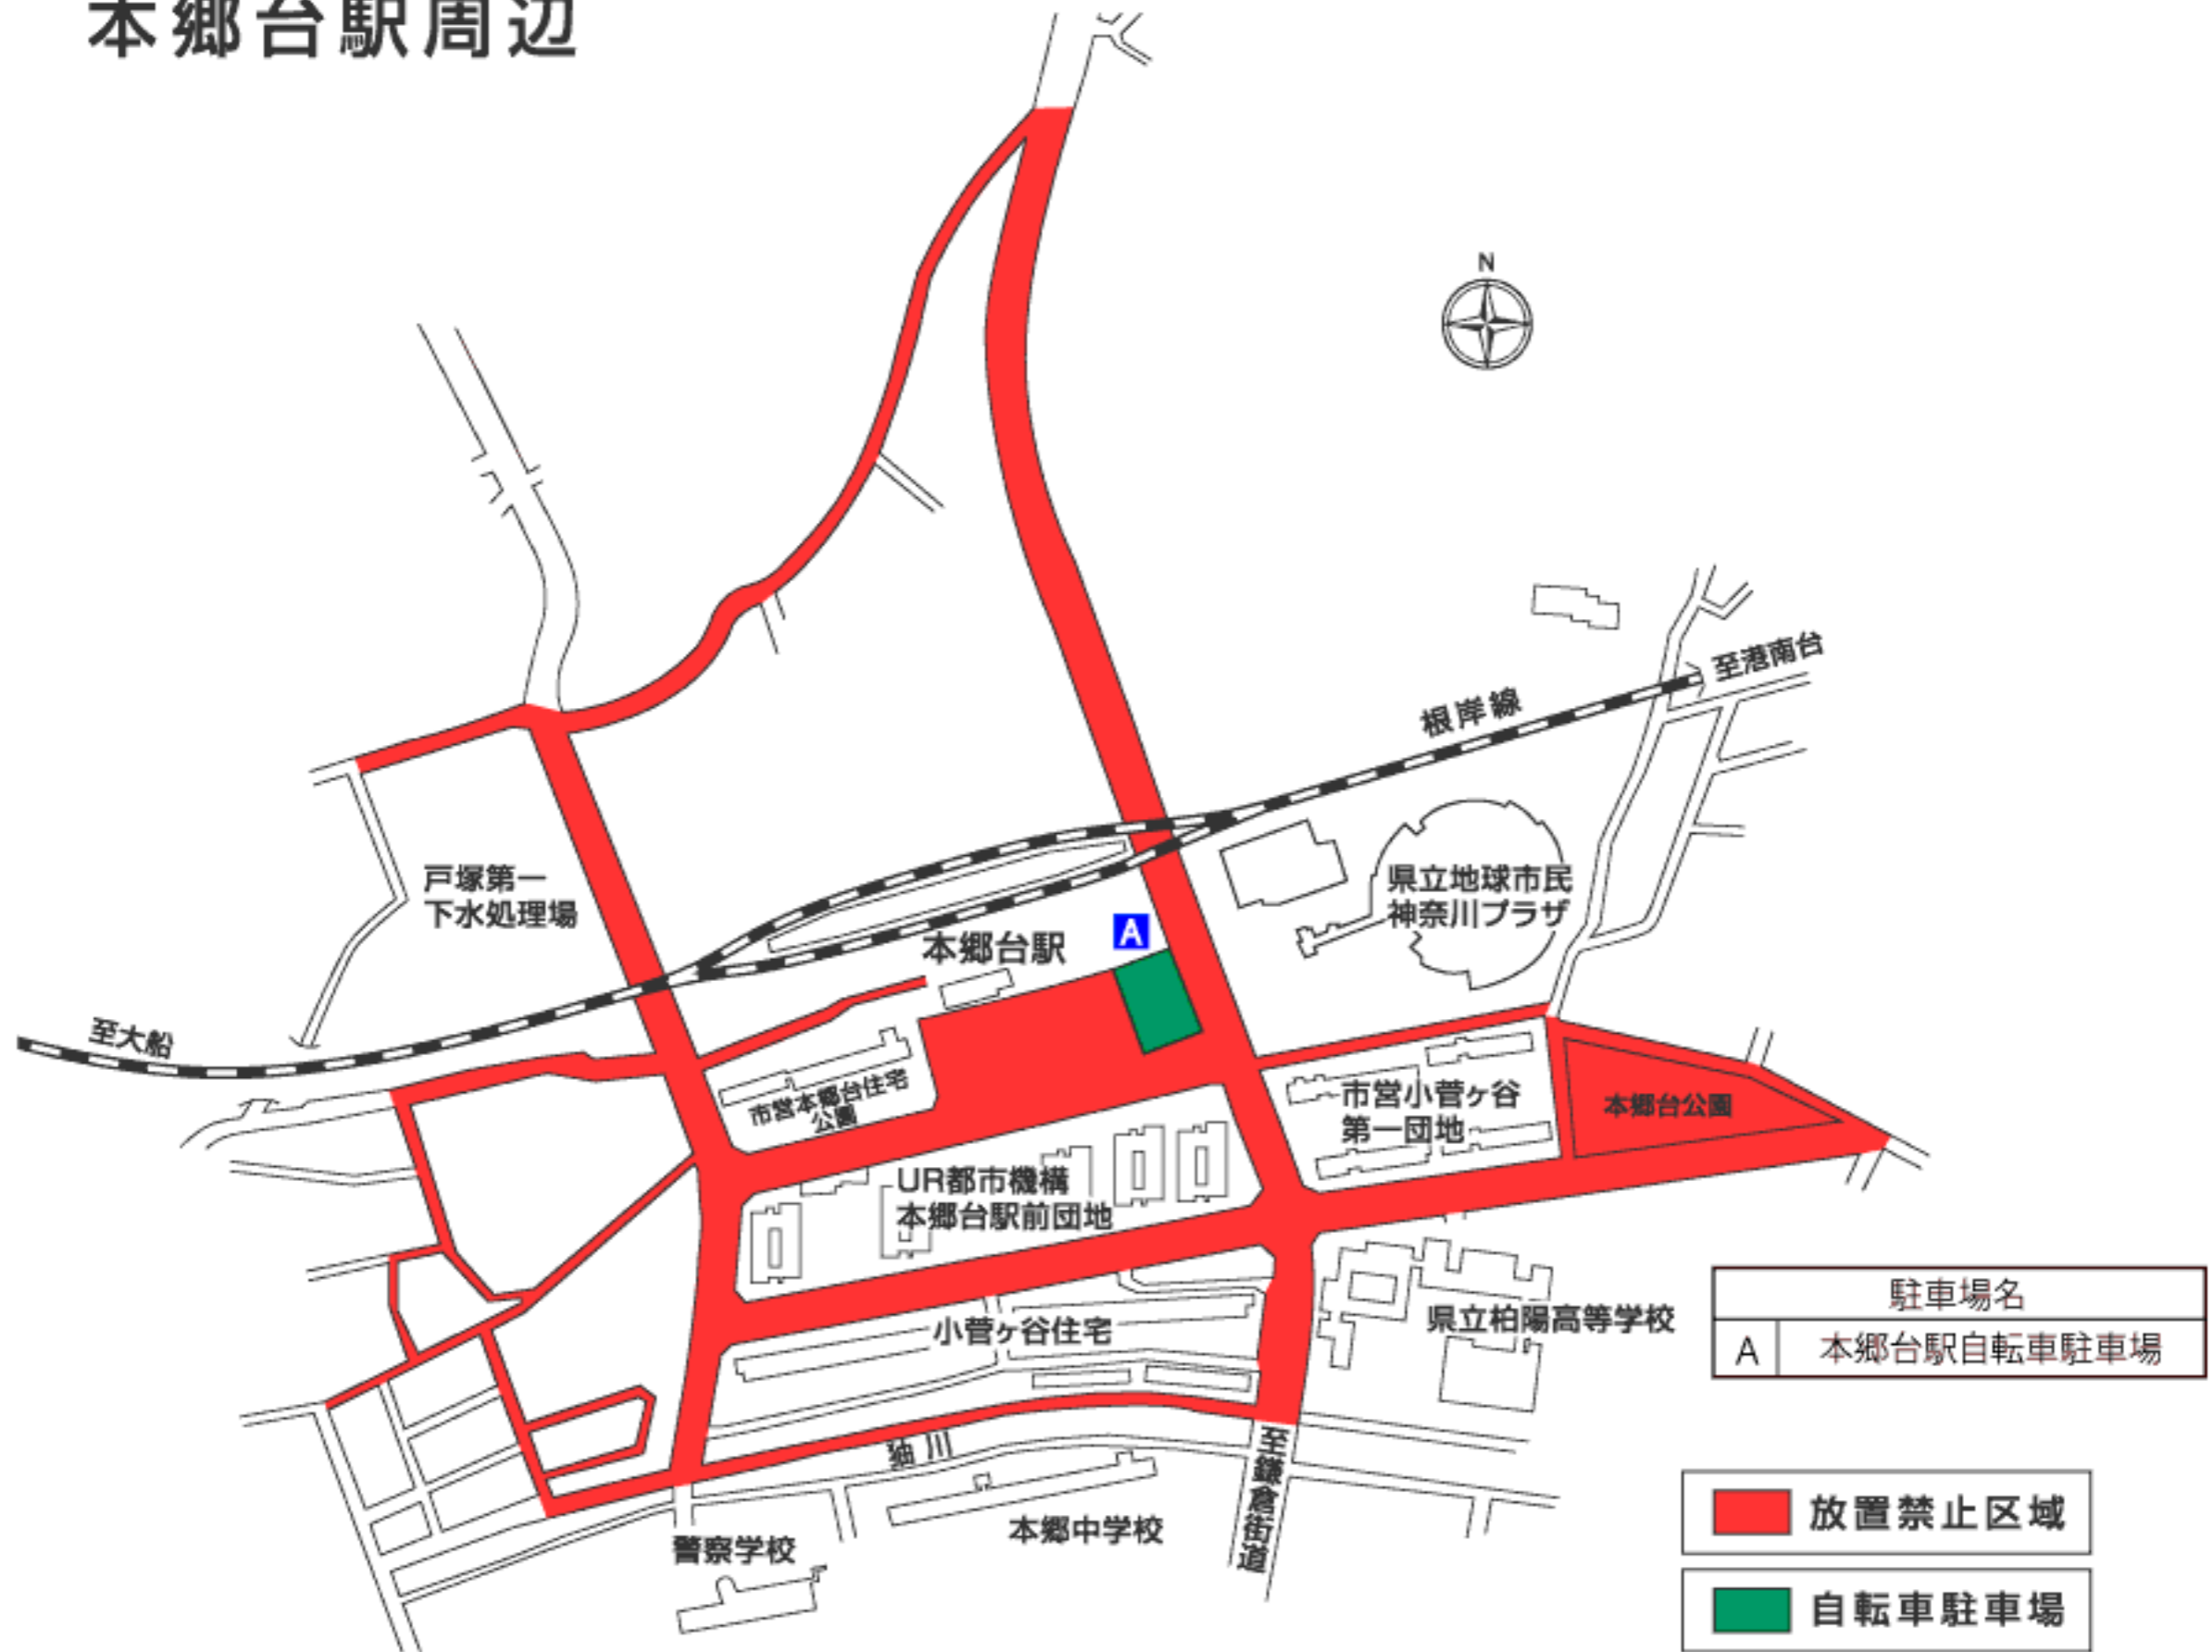 本郷台駅周辺
N
至港南台
根岸線
戸塚第一
下水処理場
県立地球市民
神奈川プラザ
A
本郷台駅
至大船
市営本郷台住宅
公園
市営小菅ヶ谷
第一団地
本郷台公園
UR都市機構
本郷台駅前団地
小菅ヶ谷住宅
県立柏陽高等学校
駐車場名
A 本郷台駅自転車駐車場
㹨川
至鎌倉街道
本郷中学校
警察学校
放置禁止区域
自転車駐車場